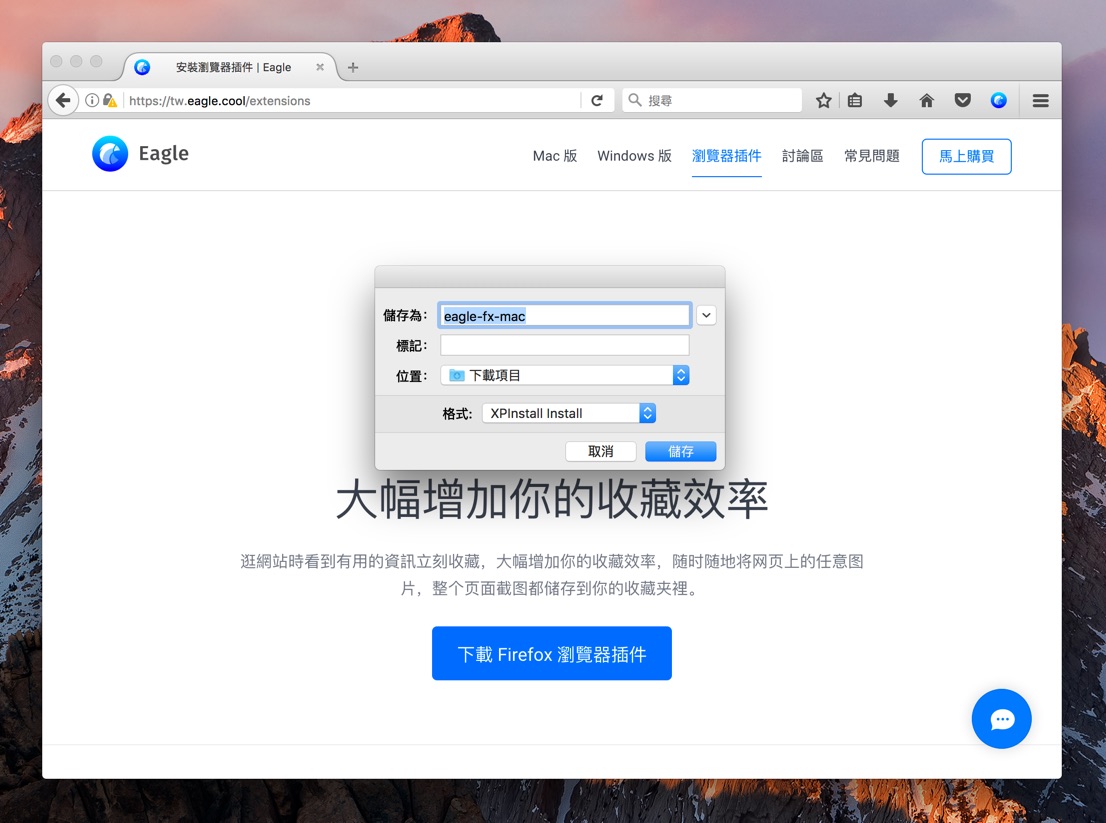 安裝瀏覽器插件 | Eagle
https://tw.eagle.cool/extensions
搜尋
Eagle
Mac 版
Windows 版
瀏覽器插件
討論區
常見問題
馬上購買
儲存為：
eagle-fx-mac
標記：
位置：
下載項目
格式：
XPInstall Install
取消
儲存
大幅增加你的收藏效率
逛網站時看到有用的資訊立刻收藏，大幅增加你的收藏效率，随时随地将网页上的任意图
片，整个页面截图都储存到你的收藏夹裡。
下載 Firefox 瀏覽器插件